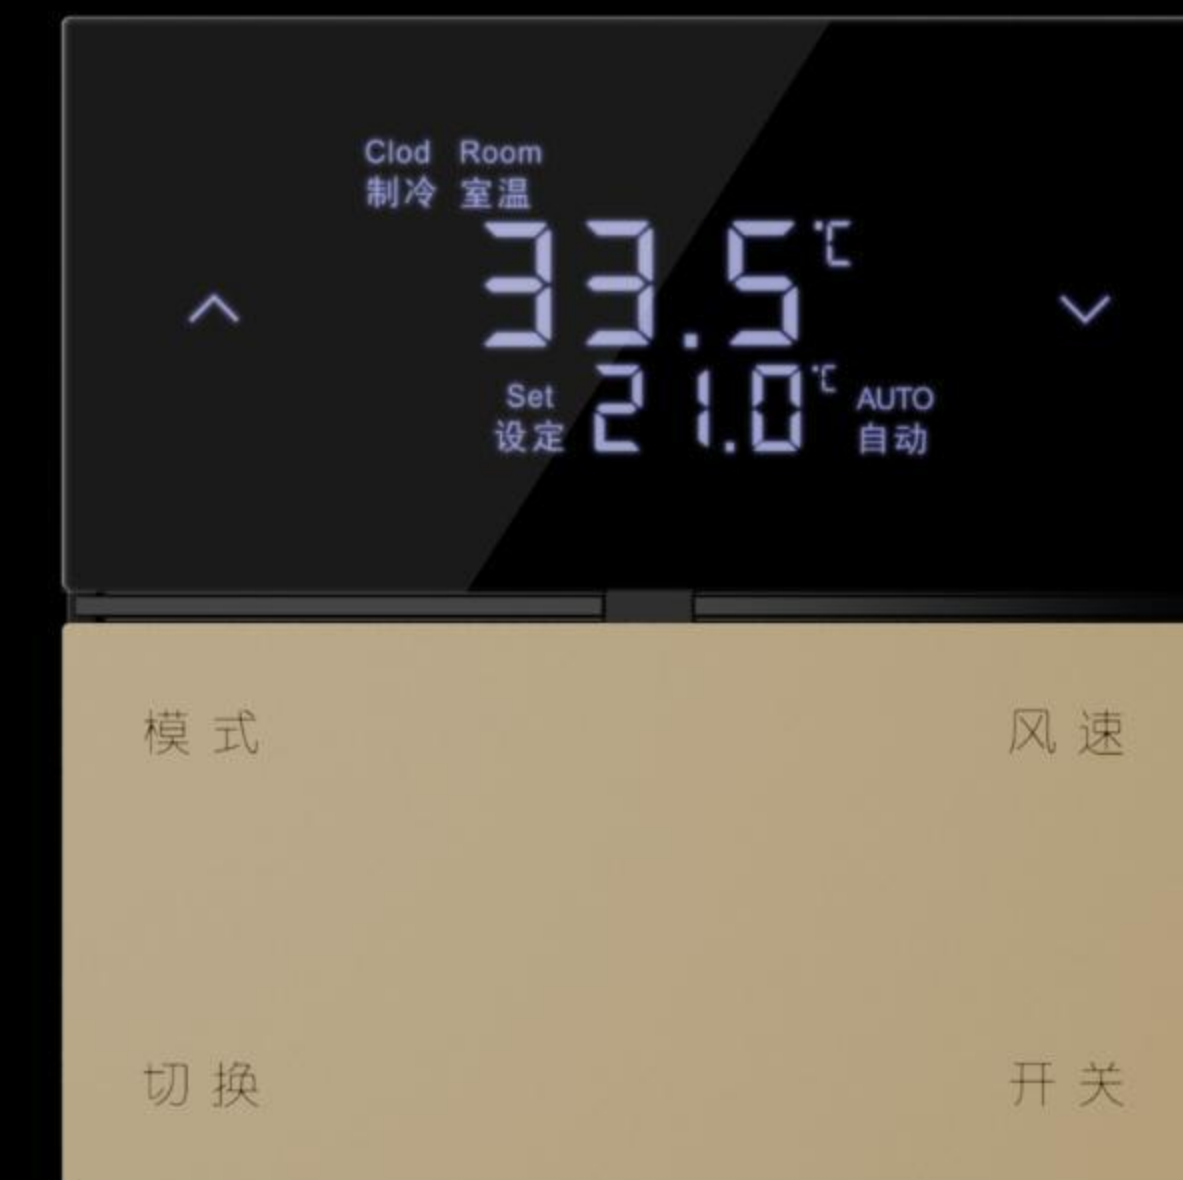 Clod Room
制冷 室温
33.5℃
Set 21.0℃ AUTO
设定 自动
模式 风速
切换 开关